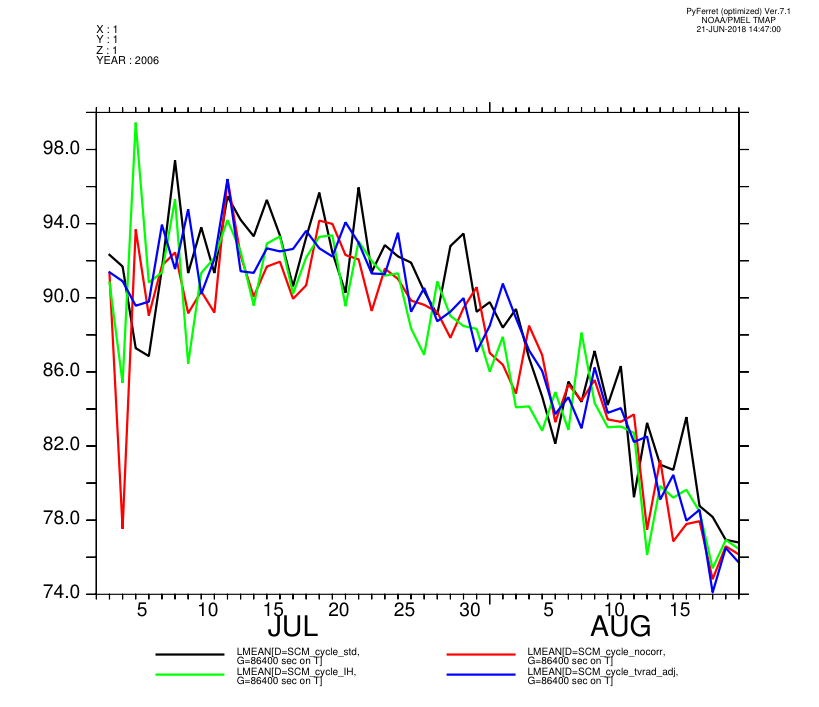 PyFerret (optimized) Ver.7.1
NOAA/PMEL TMAP
21-JUN-2018 14:47:00
X : 1
Y : 1
Z : 1
YEAR : 2006
98.0
94.0
90.0
86.0
82.0
78.0
74.0
5 10 15 20 25 30 5 10 15
JUL AUG
LMEAN[D=SCM_cycle_std,
G=86400 sec on T]
LMEAN[D=SCM_cycle_nocorr,
G=86400 sec on T]
LMEAN[D=SCM_cycle_lH,
G=86400 sec on T]
LMEAN[D=SCM_cycle_tvrad_adj,
G=86400 sec on T]